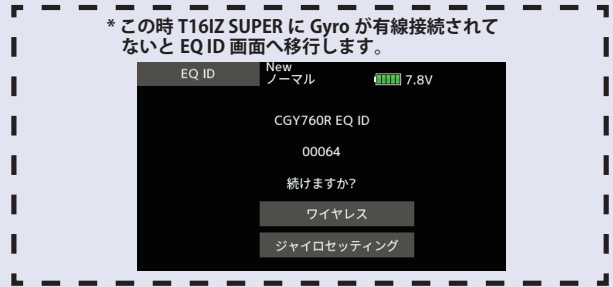 * この時 T16IZ SUPER に Gyro が有線接続されて
ないと EQ ID 画面へ移行します。
EQ ID
New
ノーマル
7.8V
CGY760R EQ ID
00064
続けますか?
ワイヤレス
ジャイロセッティング